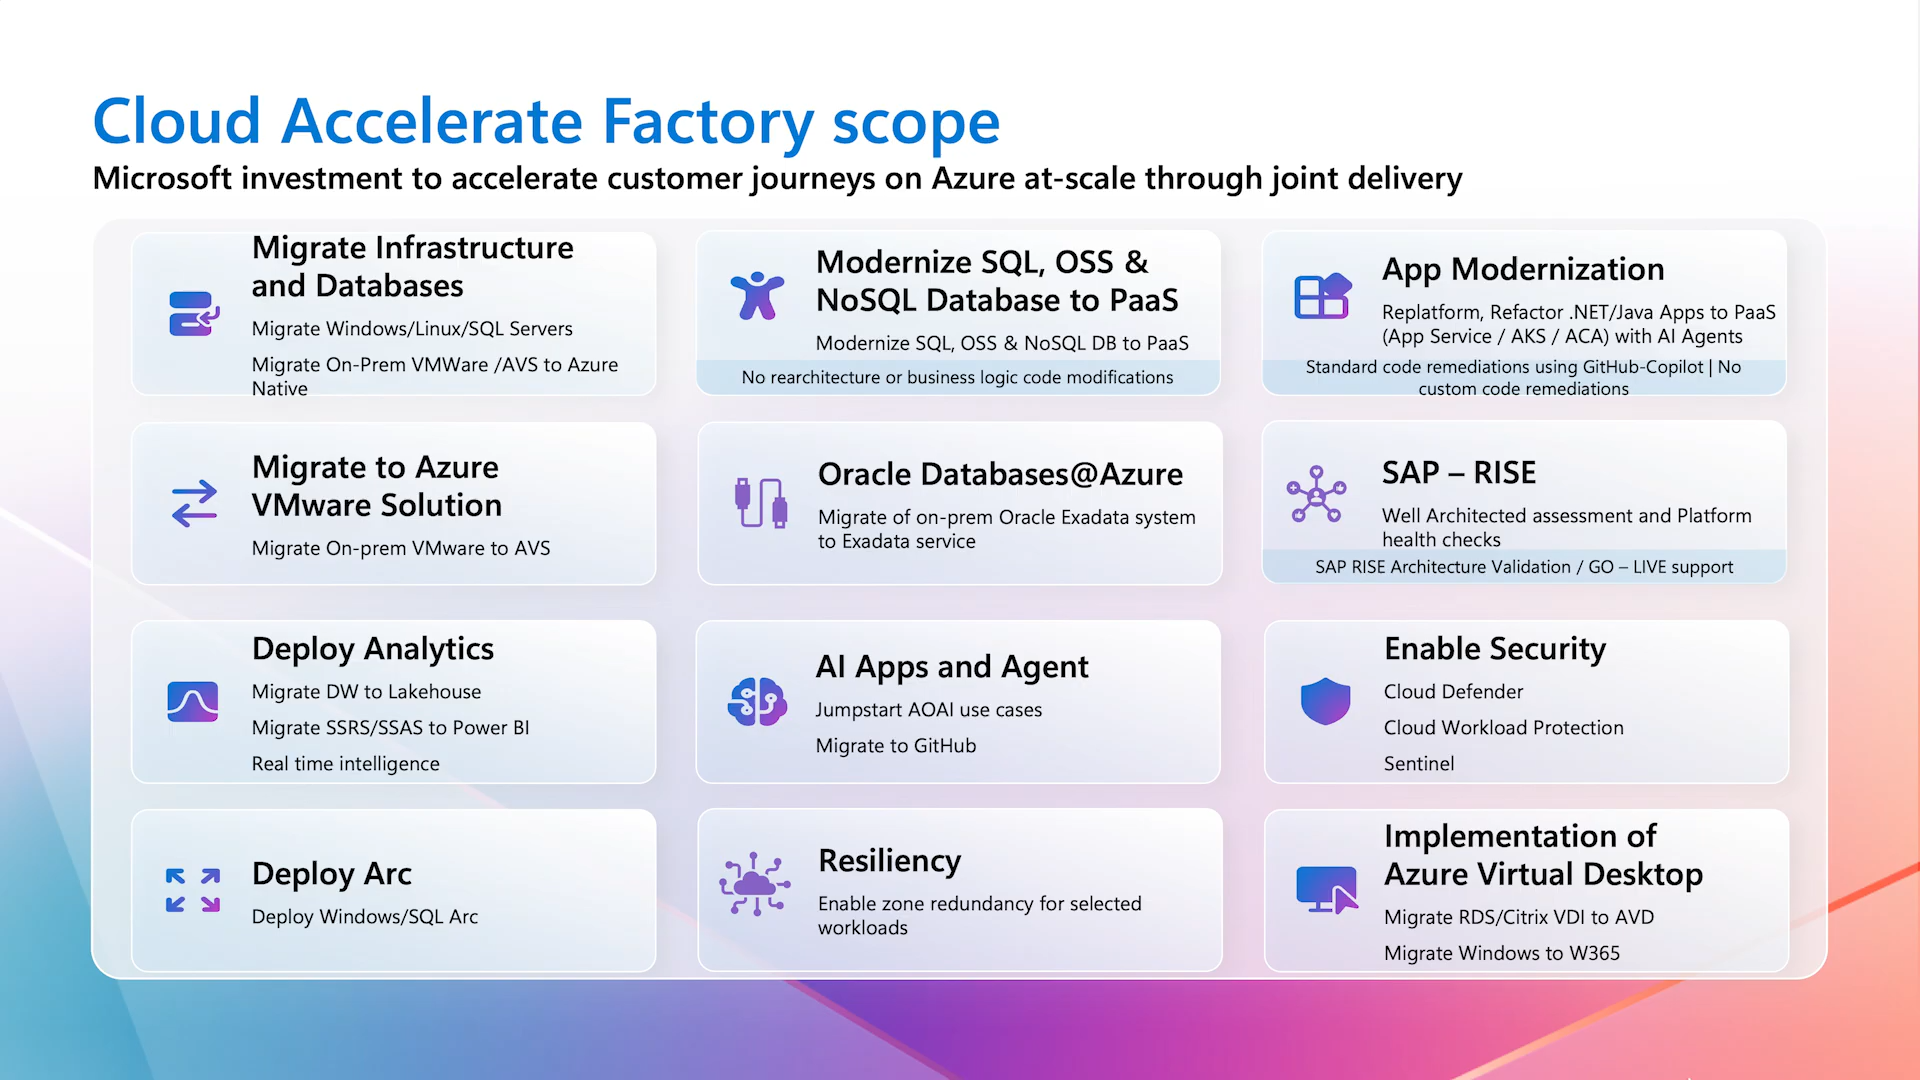 Cloud Accelerate Factory scope
Microsoft investment to accelerate customer journeys on Azure at-scale through joint delivery
Migrate Infrastructure
and Databases
Migrate Windows/Linux/SQL Servers
Migrate On-Prem VMWare /AVS to Azure
Native
Modernize SQL, OSS &
NoSQL Database to PaaS
Modernize SQL, OSS & NoSQL DB to PaaS
No rearchitecture or business logic code modifications
App Modernization
Replatform, Refactor .NET/Java Apps to PaaS
(App Service / AKS / ACA) with AI Agents
Standard code remediations using GitHub-Copilot | No
custom code remediations
Migrate to Azure
VMware Solution
Migrate On-prem VMware to AVS
Oracle Databases@Azure
Migrate of on-prem Oracle Exadata system
to Exadata service
SAP – RISE
Well Architected assessment and Platform
health checks
SAP RISE Architecture Validation / GO – LIVE support
Deploy Analytics
Migrate DW to Lakehouse
Migrate SSRS/SSAS to Power BI
Real time intelligence
AI Apps and Agent
Jumpstart AOAI use cases
Migrate to GitHub
Enable Security
Cloud Defender
Cloud Workload Protection
Sentinel
Deploy Arc
Deploy Windows/SQL Arc
Resiliency
Enable zone redundancy for selected
workloads
Implementation of
Azure Virtual Desktop
Migrate RDS/Citrix VDI to AVD
Migrate Windows to W365